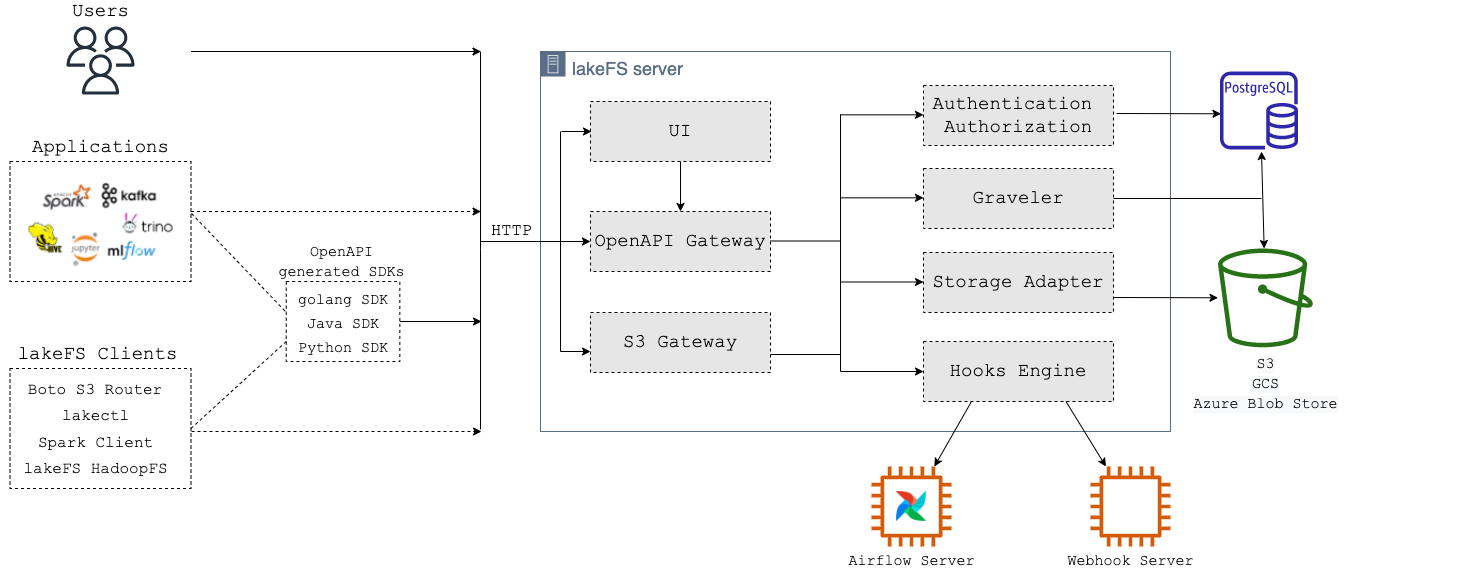 Users
Applications
APACHE
Spark
kafka
trino
HIVE
jupyter
mlflow
OpenAPI
generated SDKs
golang SDK
Java SDK
Python SDK
lakeFS Clients
Boto S3 Router
lakectl
Spark Client
lakeFS HadoopFS
HTTP
lakeFS server
UI
OpenAPI Gateway
S3 Gateway
Authentication
Authorization
Graveler
Storage Adapter
Hooks Engine
PostgreSQL
S3
GCS
Azure Blob Store
Airflow Server
Webhook Server